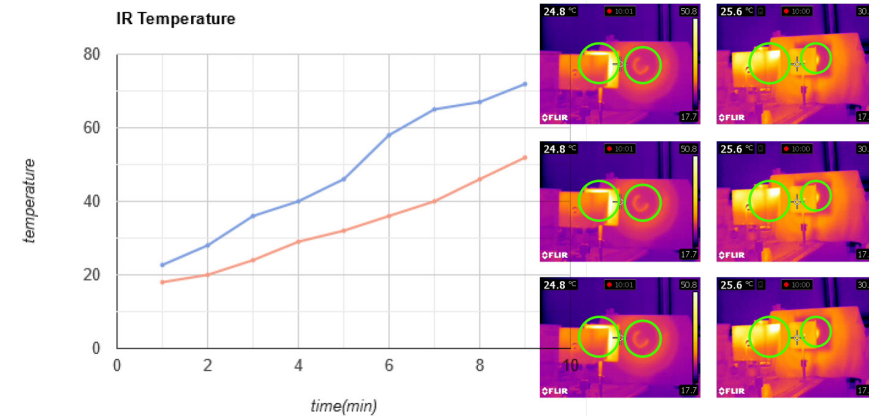 IR Temperature
80
60
40
20
0
temperature
0
2
4
6
8
10
time(min)
24.8 °C
10:01
50.8
FLIR
17.7
25.6 °C
10:00
30.
FLIR
17.
24.8 °C
10:01
50.8
FLIR
17.7
25.6 °C
10:00
30.
FLIR
17.
24.8 °C
10:01
50.8
FLIR
17.7
25.6 °C
10:00
30.
FLIR
17.